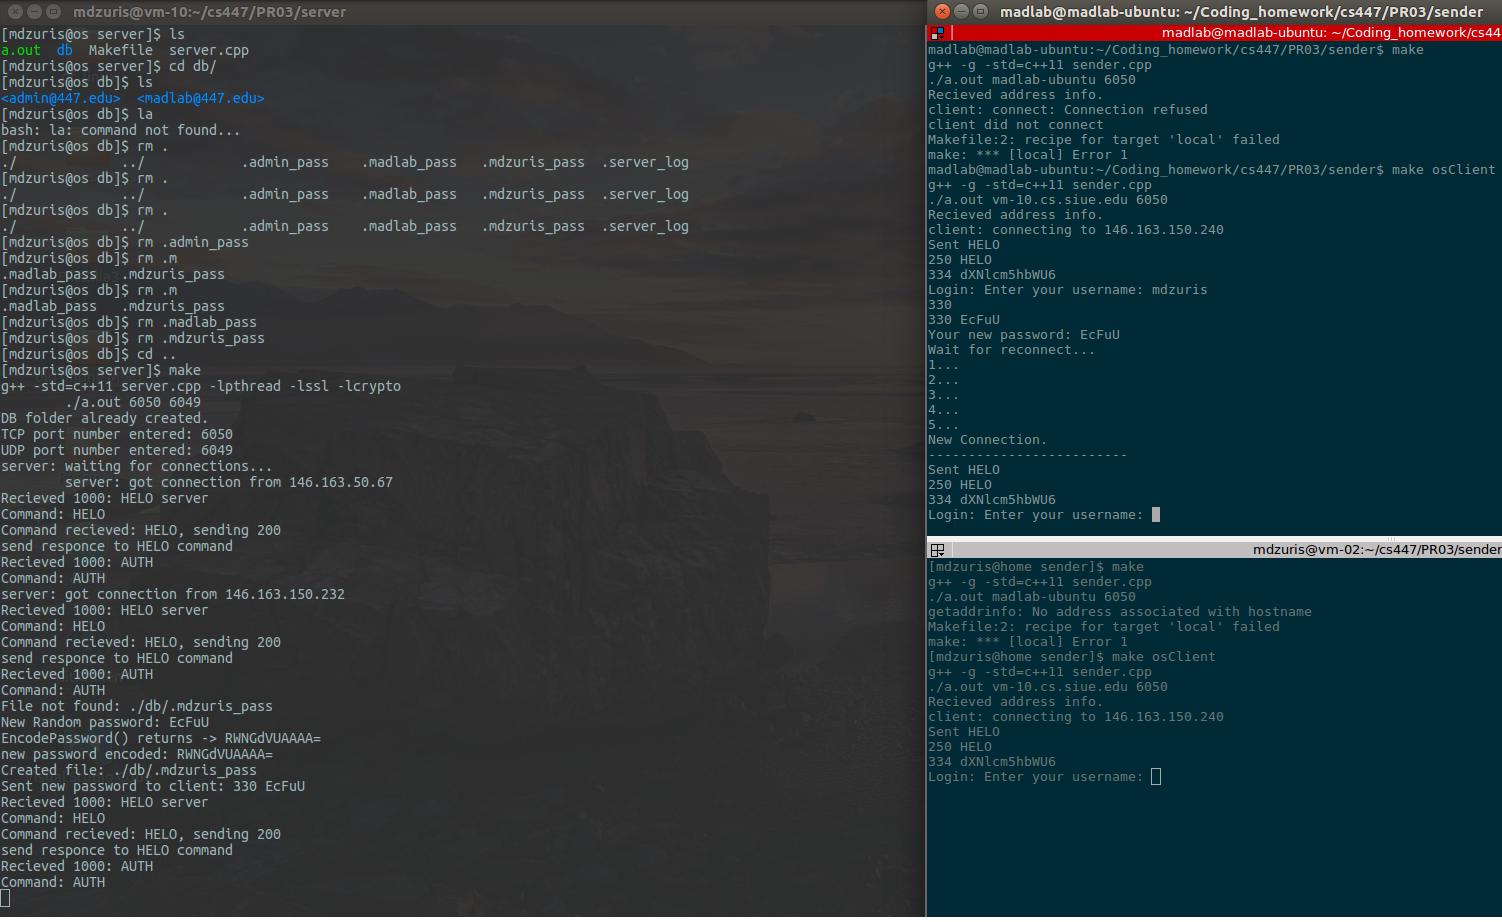 mdzuris@vm-10:~/cs447/PR03/server
[mdzuris@os server]$ ls
a.out  db  Makefile  server.cpp
[mdzuris@os server]$ cd db/
[mdzuris@os db]$ ls
<admin@447.edu>  <madlab@447.edu>
[mdzuris@os db]$ la
bash: la: command not found...
[mdzuris@os db]$ rm .
./             ../            .admin_pass    .madlab_pass   .mdzuris_pass  .server_log
[mdzuris@os db]$ rm .
./             ../            .admin_pass    .madlab_pass   .mdzuris_pass  .server_log
[mdzuris@os db]$ rm .
./             ../            .admin_pass    .madlab_pass   .mdzuris_pass  .server_log
[mdzuris@os db]$ rm .admin_pass
[mdzuris@os db]$ rm .m
.madlab_pass   .mdzuris_pass
[mdzuris@os db]$ rm .m
.madlab_pass   .mdzuris_pass
[mdzuris@os db]$ rm .madlab_pass
[mdzuris@os db]$ rm .mdzuris_pass
[mdzuris@os db]$ cd ..
[mdzuris@os server]$ make
g++ -std=c++11 server.cpp -lpthread -lssl -lcrypto
        ./a.out 6050 6049
DB folder already created.
TCP port number entered: 6050
UDP port number entered: 6049
server: waiting for connections...
        server: got connection from 146.163.50.67
Recieved 1000: HELO server
Command: HELO
Command recieved: HELO, sending 200
send responce to HELO command
Recieved 1000: AUTH
Command: AUTH
server: got connection from 146.163.150.232
Recieved 1000: HELO server
Command: HELO
Command recieved: HELO, sending 200
send responce to HELO command
Recieved 1000: AUTH
Command: AUTH
File not found: ./db/.mdzuris_pass
New Random password: EcFuU
EncodePassword() returns -> RWNGdVUAAAA=
new password encoded: RWNGdVUAAAA=
Created file: ./db/.mdzuris_pass
Sent new password to client: 330 EcFuU
Recieved 1000: HELO server
Command: HELO
Command recieved: HELO, sending 200
send responce to HELO command
Recieved 1000: AUTH
Command: AUTH
madlab@madlab-ubuntu: ~/Coding_homework/cs447/PR03/sender
madlab@madlab-ubuntu: ~/Coding_homework/cs44
madlab@madlab-ubuntu:~/Coding_homework/cs447/PR03/sender$ make
g++ -g -std=c++11 sender.cpp
./a.out madlab-ubuntu 6050
Recieved address info.
client: connect: Connection refused
client did not connect
Makefile:2: recipe for target 'local' failed
make: *** [local] Error 1
madlab@madlab-ubuntu:~/Coding_homework/cs447/PR03/sender$ make osClient
g++ -g -std=c++11 sender.cpp
./a.out vm-10.cs.siue.edu 6050
Recieved address info.
client: connecting to 146.163.150.240
Sent HELO
250 HELO
334 dXNlcm5hbWU6
Login: Enter your username: mdzuris
330
330 EcFuU
Your new password: EcFuU
Wait for reconnect...
1...
2...
3...
4...
5...
New Connection.
-------------------------
Sent HELO
250 HELO
334 dXNlcm5hbWU6
Login: Enter your username:
mdzuris@vm-02:~/cs447/PR03/sender
[mdzuris@home sender]$ make
g++ -g -std=c++11 sender.cpp
./a.out madlab-ubuntu 6050
getaddrinfo: No address associated with hostname
Makefile:2: recipe for target 'local' failed
make: *** [local] Error 1
[mdzuris@home sender]$ make osClient
g++ -g -std=c++11 sender.cpp
./a.out vm-10.cs.siue.edu 6050
Recieved address info.
client: connecting to 146.163.150.240
Sent HELO
250 HELO
334 dXNlcm5hbWU6
Login: Enter your username: